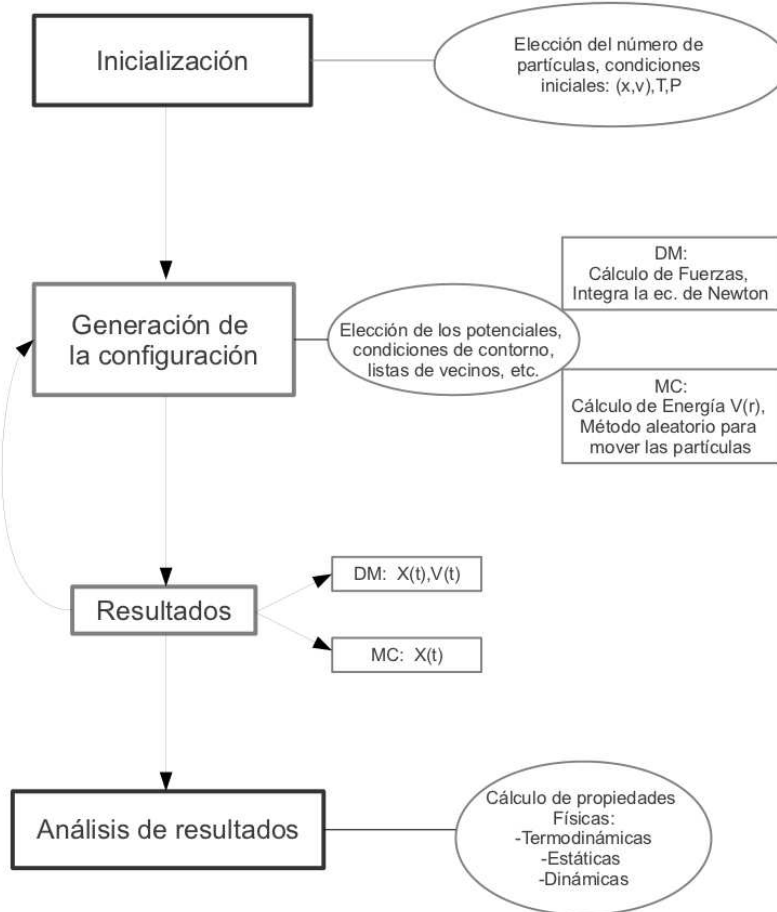 Inicialización
Elección del número de
partículas, condiciones
iniciales: (x,v),T,P
Generación de
la configuración
Elección de los potenciales,
condiciones de contorno,
listas de vecinos, etc.
DM:
Cálculo de Fuerzas,
Integra la ec. de Newton
MC:
Cálculo de Energía V(r),
Método aleatorio para
mover las partículas
Resultados
DM: X(t),V(t)
MC: X(t)
Análisis de resultados
Cálculo de propiedades
Físicas:
-Termodinámicas
-Estáticas
-Dinámicas